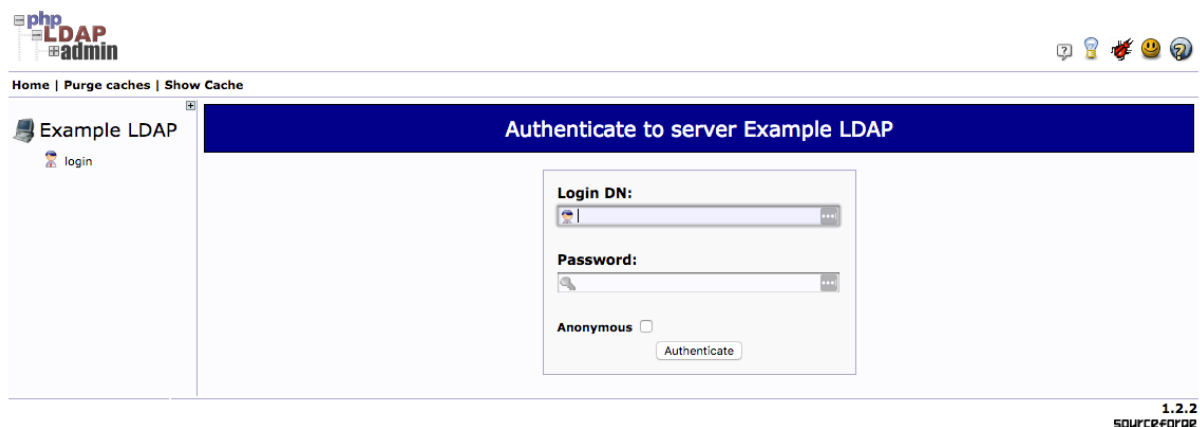 php
LDAP
admin
Home | Purge caches | Show Cache
Example LDAP
login
Authenticate to server Example LDAP
Login DN:
Password:
Anonymous
Authenticate
1.2.2
sourceforge